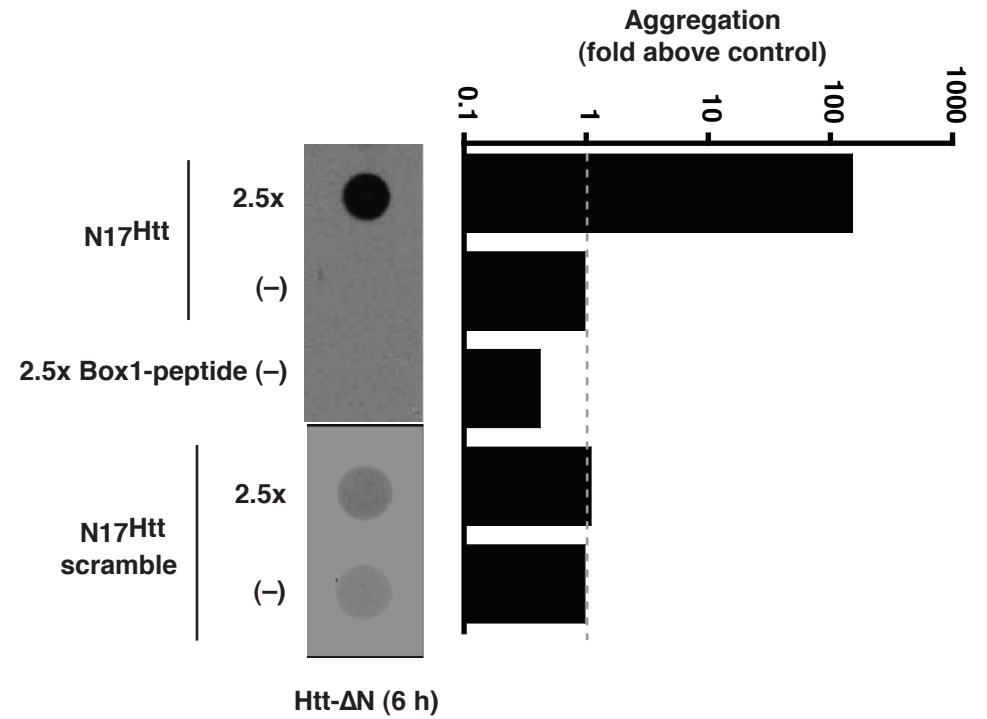 Aggregation
(fold above control)
0.1
1
10
100
1000
N17Htt
2.5x
(–)
2.5x Box1-peptide (–)
N17Htt
scramble
2.5x
(–)
Htt-ΔN (6 h)